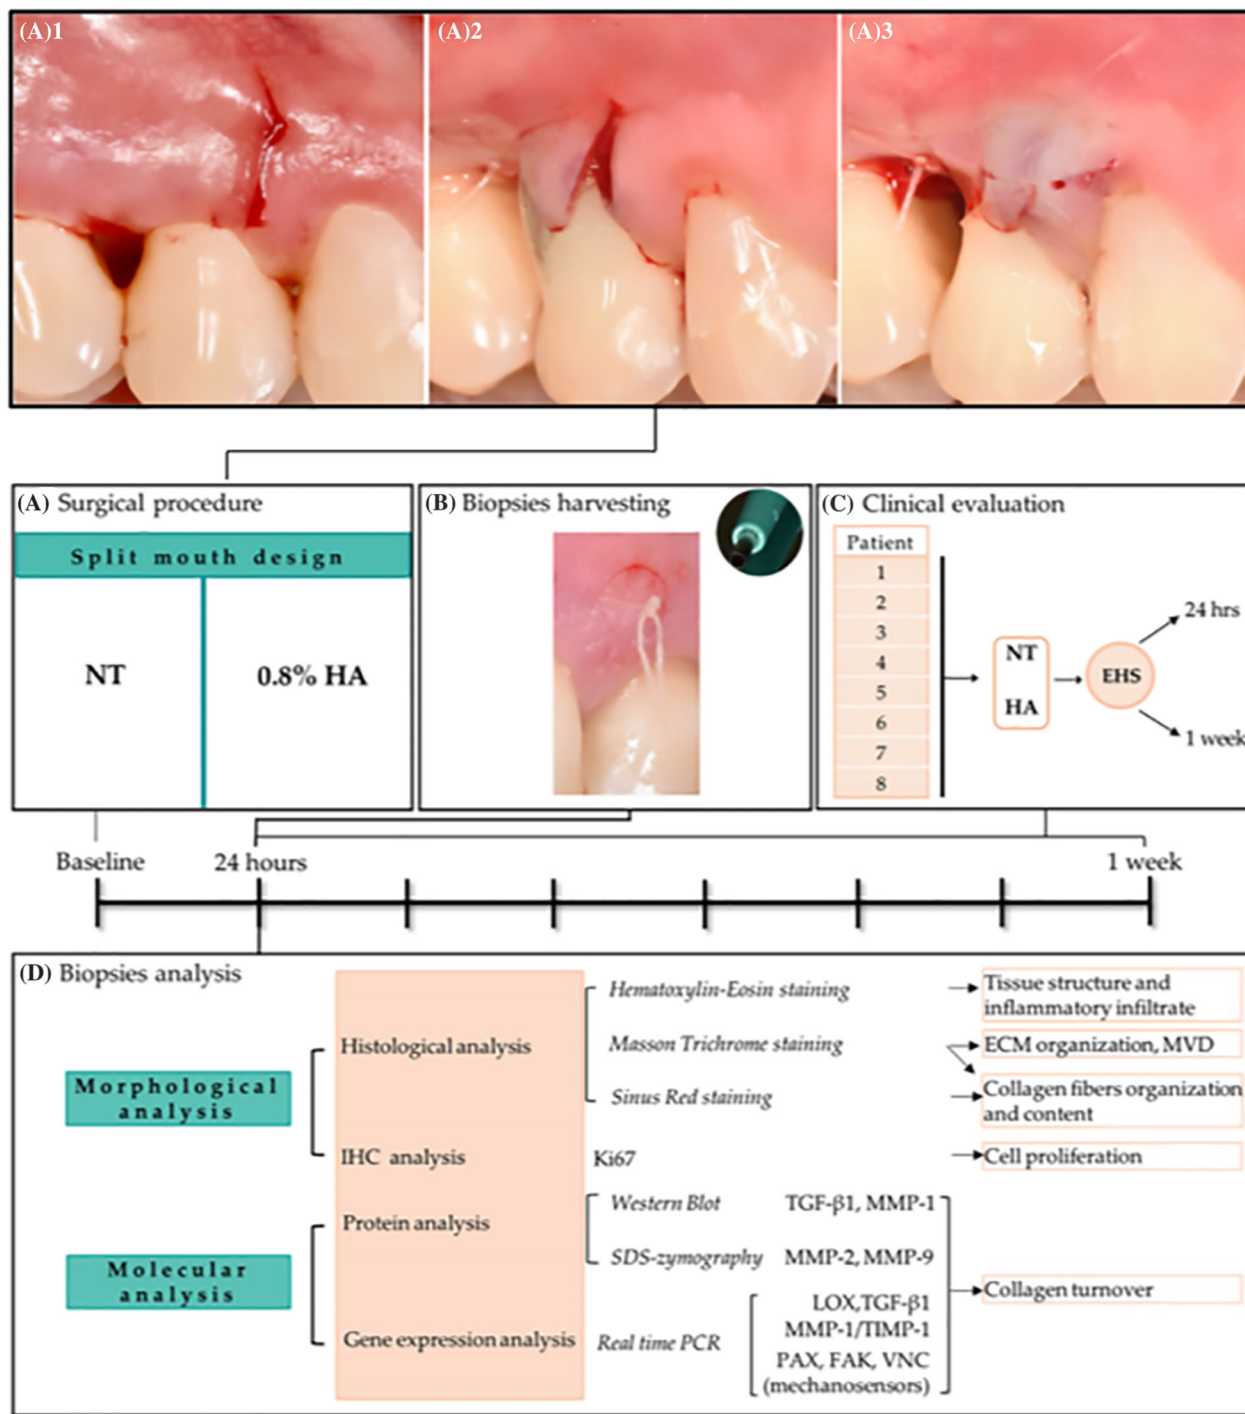 (A)1
(A)2
(A)3
(A) Surgical procedure
Split mouth design
NT
0.8% HA
(B) Biopsies harvesting
(C) Clinical evaluation
Patient
1
2
3
4
5
6
7
8
NT
HA
EHS
24 hrs
1 week
Baseline
24 hours
1 week
(D) Biopsies analysis
Morphological
analysis
Histological analysis
Hematoxylin-Eosin staining
Tissue structure and
inflammatory infiltrate
Masson Trichrome staining
ECM organization, MVD
Sinus Red staining
Collagen fibers organization
and content
IHC analysis
Ki67
Cell proliferation
Molecular
analysis
Protein analysis
Western Blot
TGF-β1, MMP-1
SDS-zymography
MMP-2, MMP-9
Gene expression analysis
Real time PCR
LOX,TGF-β1
MMP-1/TIMP-1
PAX, FAK, VNC
(mechanosensors)
Collagen turnover